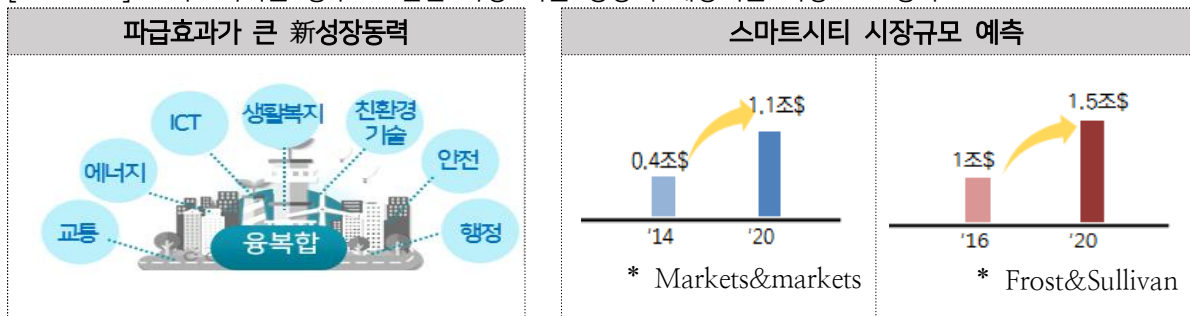 파급효과가 큰 新성장동력
스마트시티 시장규모 예측
ICT
생활복지
친환경
기술
에너지
안전
교통
융복합
행정
0.4조$
1.1조$
'14
'20
* Markets&markets
1조$
1.5조$
'16
'20
* Frost&Sullivan